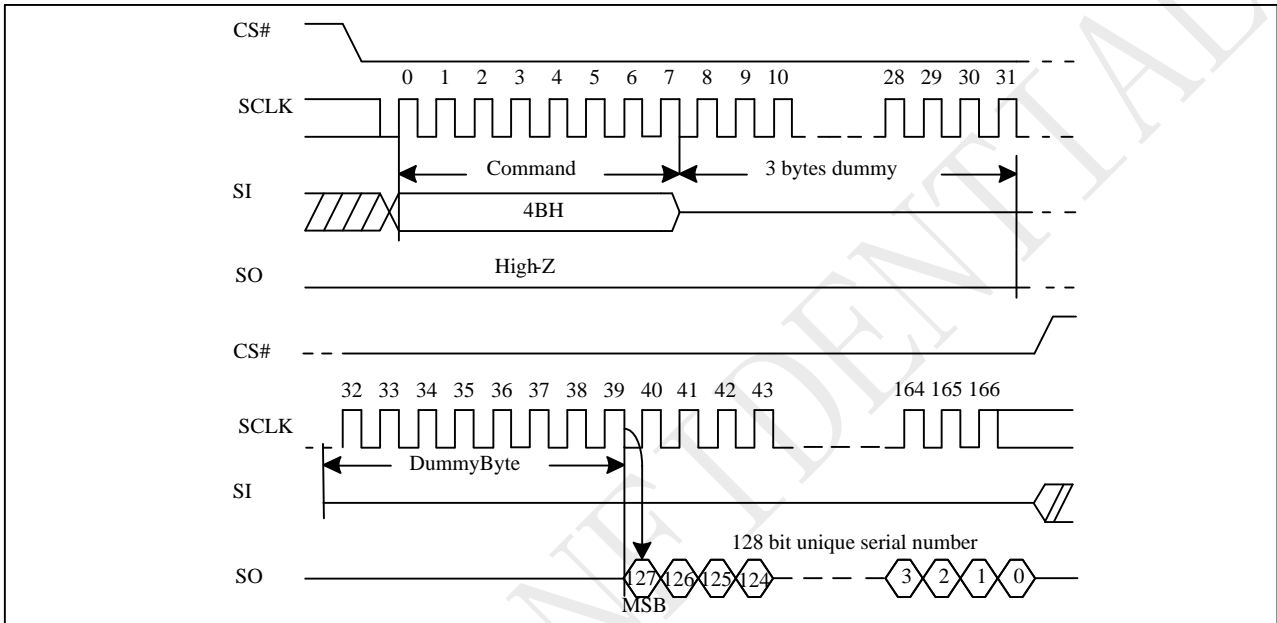 CS#
0 1 2 3 4 5 6 7 8 9 10 28 29 30 31
SCLK
Command 3 bytes dummy
SI
4BH
High-Z
SO
CS#
32 33 34 35 36 37 38 39 40 41 42 43 164 165 166
SCLK
DummyByte
SI
128 bit unique serial number
SO 127 126 125 124 3 2 1 0
MSB